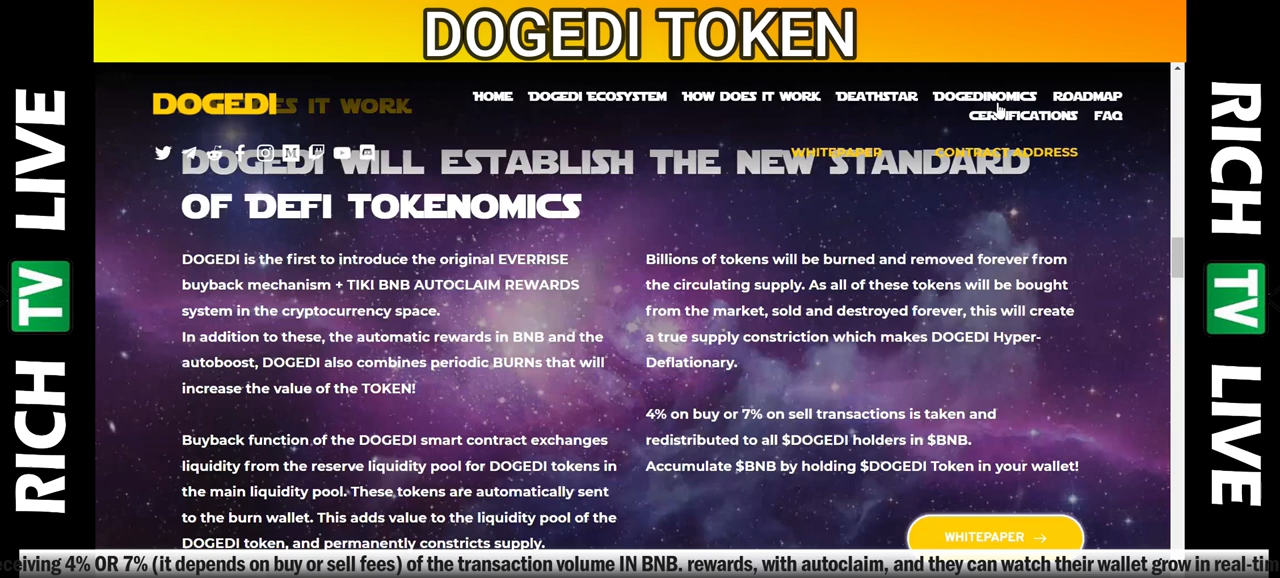 DOGEDI TOKEN
RICH TV LIVE
DOGEDI
ES IT WORK
HOME DOGEDI ECOSYSTEM HOW DOES IT WORK DEATHSTAR DOGEDINOMICS ROADMAP
CERTIFICATIONS FAQ
WHITEPAPER CONTRACT ADDRESS
DOGEDI WILL ESTABLISH THE NEW STANDARD
OF DEFI TOKENOMICS
DOGEDI is the first to introduce the original EVERRISE
buyback mechanism + TIKI BNB AUTOCLAIM REWARDS
system in the cryptocurrency space.
In addition to these, the automatic rewards in BNB and the
autoboost, DOGEDI also combines periodic BURNs that will
increase the value of the TOKEN!
Buyback function of the DOGEDI smart contract exchanges
liquidity from the reserve liquidity pool for DOGEDI tokens in
the main liquidity pool. These tokens are automatically sent
to the burn wallet. This adds value to the liquidity pool of the
DOGEDI token, and permanently constricts supply.
Billions of tokens will be burned and removed forever from
the circulating supply. As all of these tokens will be bought
from the market, sold and destroyed forever, this will create
a true supply constriction which makes DOGEDI Hyper-
Deflationary.
4% on buy or 7% on sell transactions is taken and
redistributed to all $DOGEDI holders in $BNB.
Accumulate $BNB by holding $DOGEDI Token in your wallet!
WHITEPAPER →
RICH TV LIVE
eceiving 4% OR 7% (it depends on buy or sell fees) of the transaction volume IN BNB. rewards, with autoclaim, and they can watch their wallet grow in real-tim